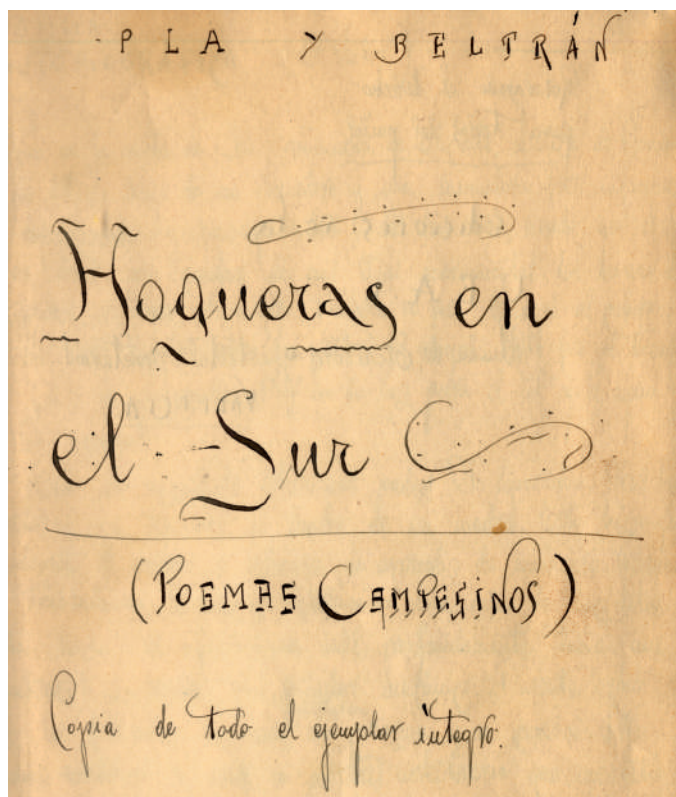 PLA Y BELTRÁN
Hogueras en
el Sur
(POEMAS CAMPESINOS)
Copia de todo el ejemplar integro.